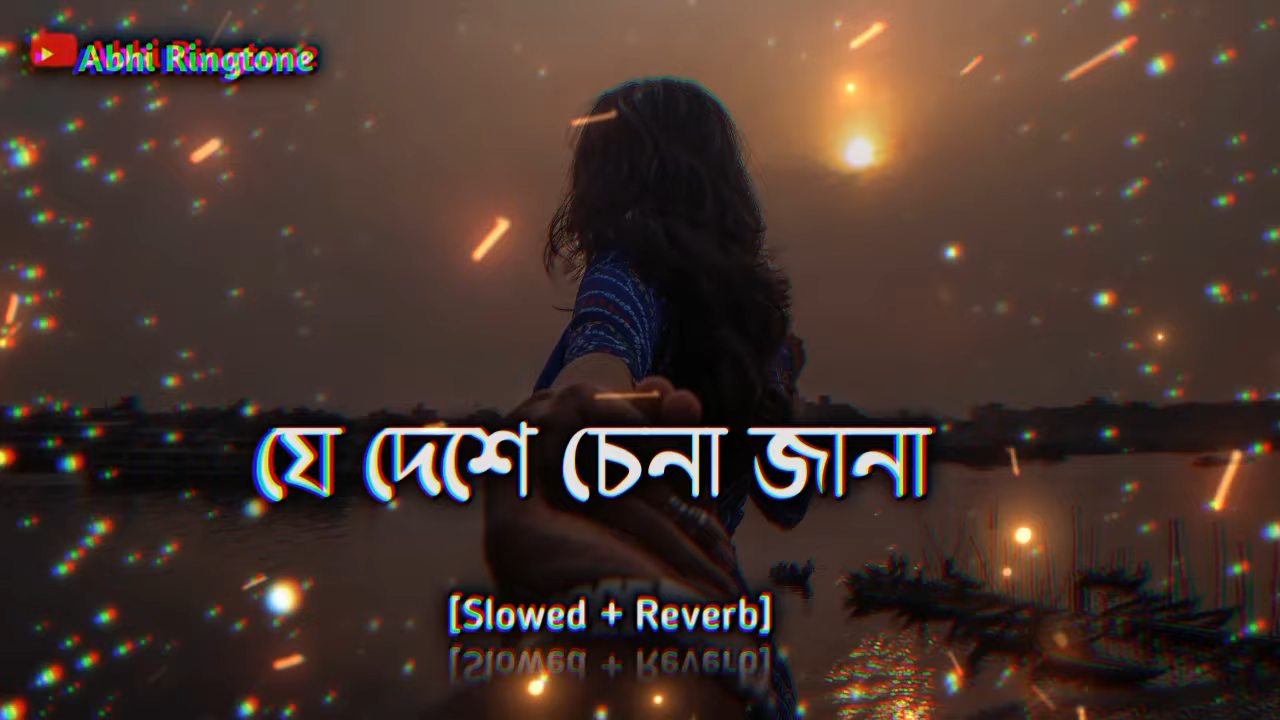 Abhi Ringtone
যে দেশে চেনা জানা
[Slowed + Reverb]